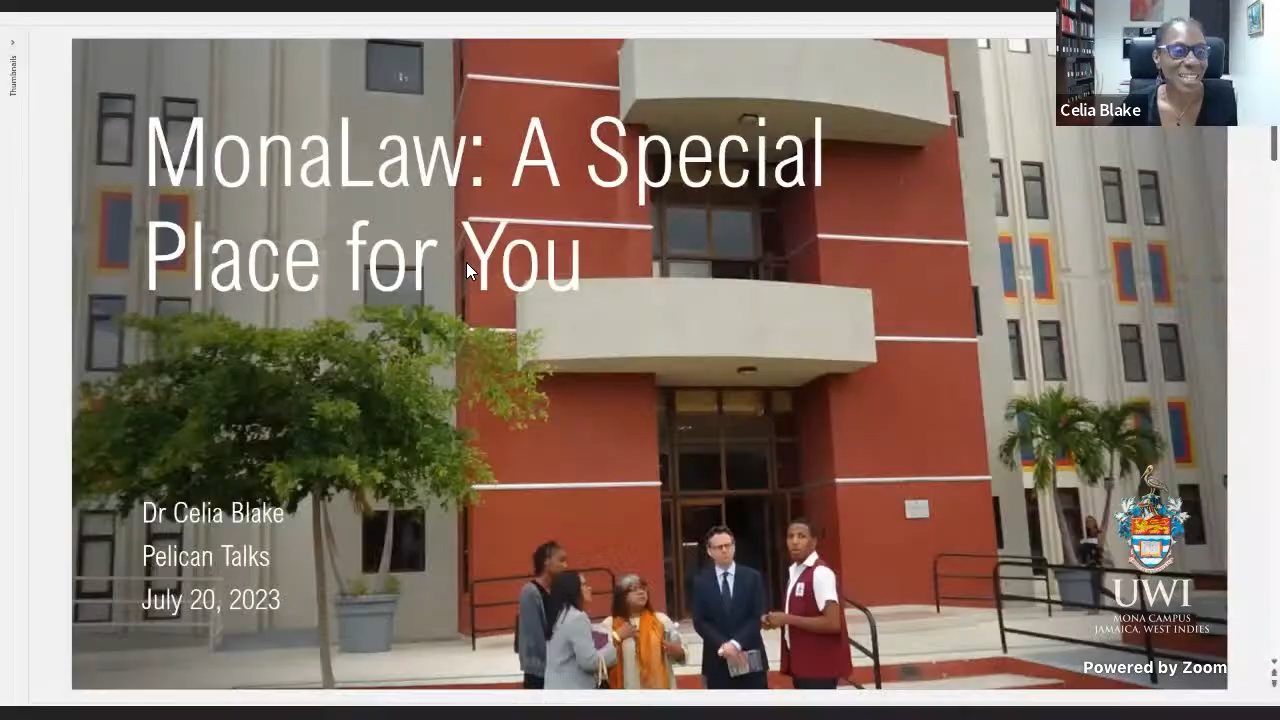 Thumbnails
Celia Blake
MonaLaw: A Special
Place for You
Dr Celia Blake
Pelican Talks
July 20, 2023
UWI
MONA CAMPUS
JAMAICA, WEST INDIES
Powered by Zoom